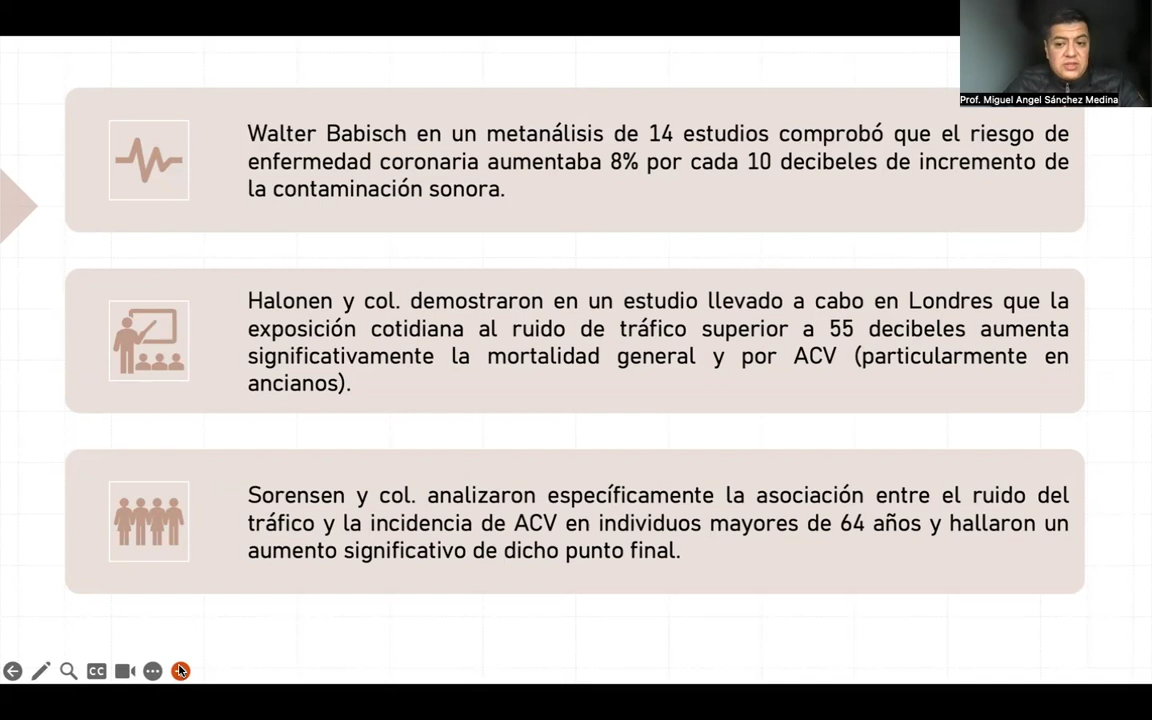 Prof. Miguel Angel Sánchez Medina
Walter Babisch en un metanálisis de 14 estudios comprobó que el riesgo de
enfermedad coronaria aumentaba 8% por cada 10 decibeles de incremento de
la contaminación sonora.
Halonen y col. demostraron en un estudio llevado a cabo en Londres que la
exposición cotidiana al ruido de tráfico superior a 55 decibeles aumenta
significativamente la mortalidad general y por ACV (particularmente en
ancianos).
Sorensen y col. analizaron específicamente la asociación entre el ruido del
tráfico y la incidencia de ACV en individuos mayores de 64 años y hallaron un
aumento significativo de dicho punto final.
CC